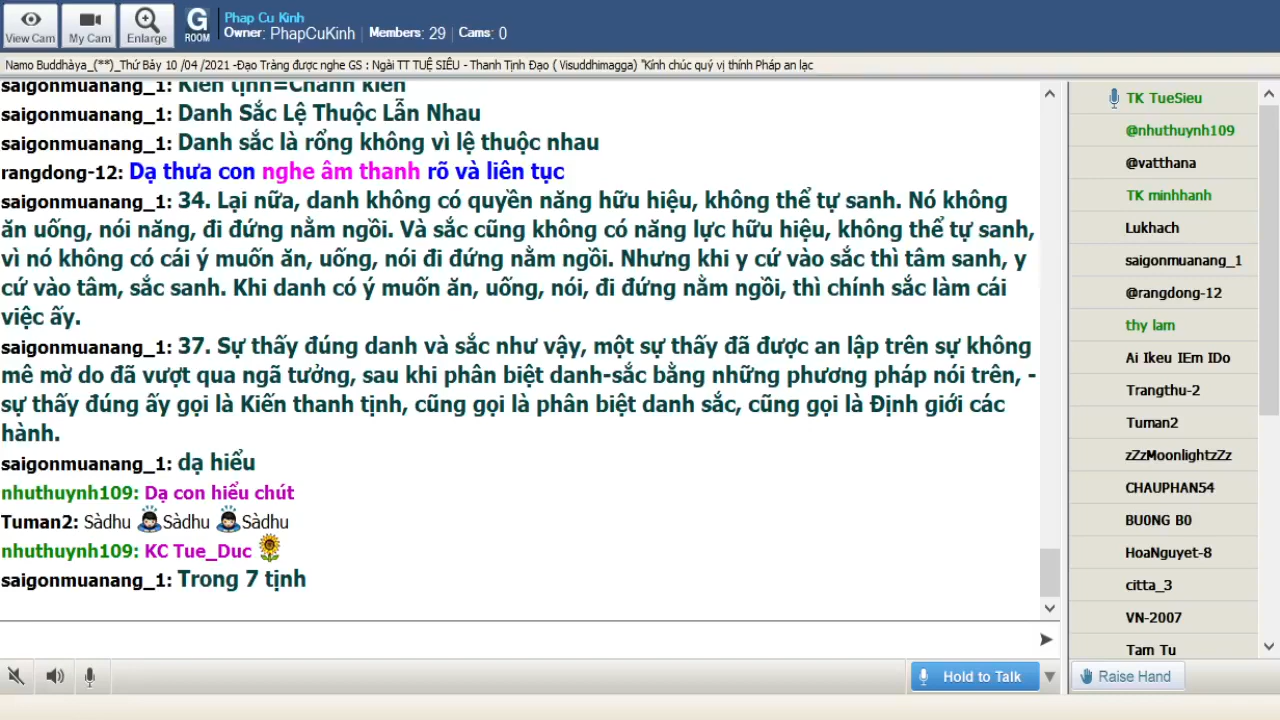 View Cam
My Cam
Enlarge
G
ROOM
Phap Cu Kinh
Owner: PhapCuKinh | Members: 29 | Cams: 0
Namo Buddhàya_(**)_Thứ Bảy 10 /04 /2021 -Đạo Tràng được nghe GS : Ngài TT TUỆ SIÊU - Thanh Tịnh Đạo ( Visuddhimagga) "Kính chúc quý vị thính Pháp an lạc
saigonmuanang_1: Kiến tịnh=Chánh kiến
saigonmuanang_1: Danh Sắc Lệ Thuộc Lẫn Nhau
saigonmuanang_1: Danh sắc là rổng không vì lệ thuộc nhau
rangdong-12: Dạ thưa con nghe âm thanh rõ và liên tục
saigonmuanang_1: 34. Lại nữa, danh không có quyền năng hữu hiệu, không thể tự sanh. Nó không
ăn uống, nói năng, đi đứng nằm ngồi. Và sắc cũng không có năng lực hữu hiệu, không thể tự sanh,
vì nó không có cái ý muốn ăn, uống, nói đi đứng nằm ngồi. Nhưng khi y cứ vào sắc thì tâm sanh, y
cứ vào tâm, sắc sanh. Khi danh có ý muốn ăn, uống, nói, đi đứng nằm ngồi, thì chính sắc làm cái
việc ấy.
saigonmuanang_1: 37. Sự thấy đúng danh và sắc như vậy, một sự thấy đã được an lập trên sự không
mê mờ do đã vượt qua ngã tưởng, sau khi phân biệt danh-sắc bằng những phương pháp nói trên, -
sự thấy đúng ấy gọi là Kiến thanh tịnh, cũng gọi là phân biệt danh sắc, cũng gọi là Định giới các
hành.
saigonmuanang_1: dạ hiểu
nhuthuynh109: Dạ con hiểu chút
Tuman2: Sàdhu Sàdhu Sàdhu
nhuthuynh109: KC Tue_Duc
saigonmuanang_1: Trong 7 tịnh
Hold to Talk
TK TueSieu
@nhuthuynh109
@vatthana
TK minhhanh
Lukhach
saigonmuanang_1
@rangdong-12
thy lam
Ai Ikeu IEm IDo
Trangthu-2
Tuman2
zZzMoonlightzZz
CHAUPHAN54
BU0NG B0
HoaNguyet-8
citta_3
VN-2007
Tam Tu
Raise Hand